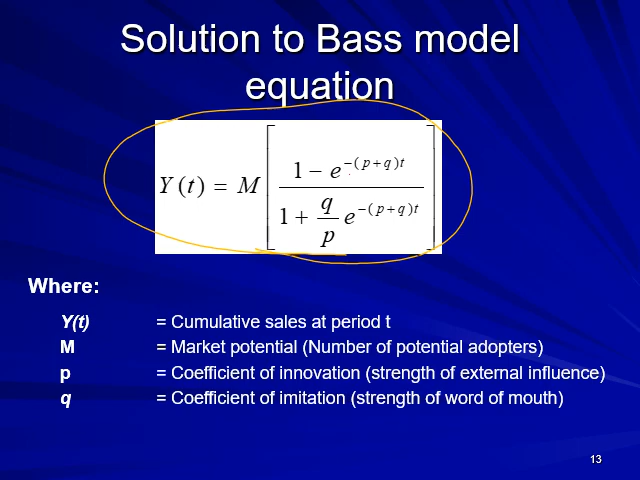 Solution to Bass model
equation
Y(t) = M [ (1 − e^{−(p+q)t}) / (1 + (q/p) e^{−(p+q)t}) ]
Where:
Y(t) = Cumulative sales at period t
M = Market potential (Number of potential adopters)
p = Coefficient of innovation (strength of external influence)
q = Coefficient of imitation (strength of word of mouth)
13